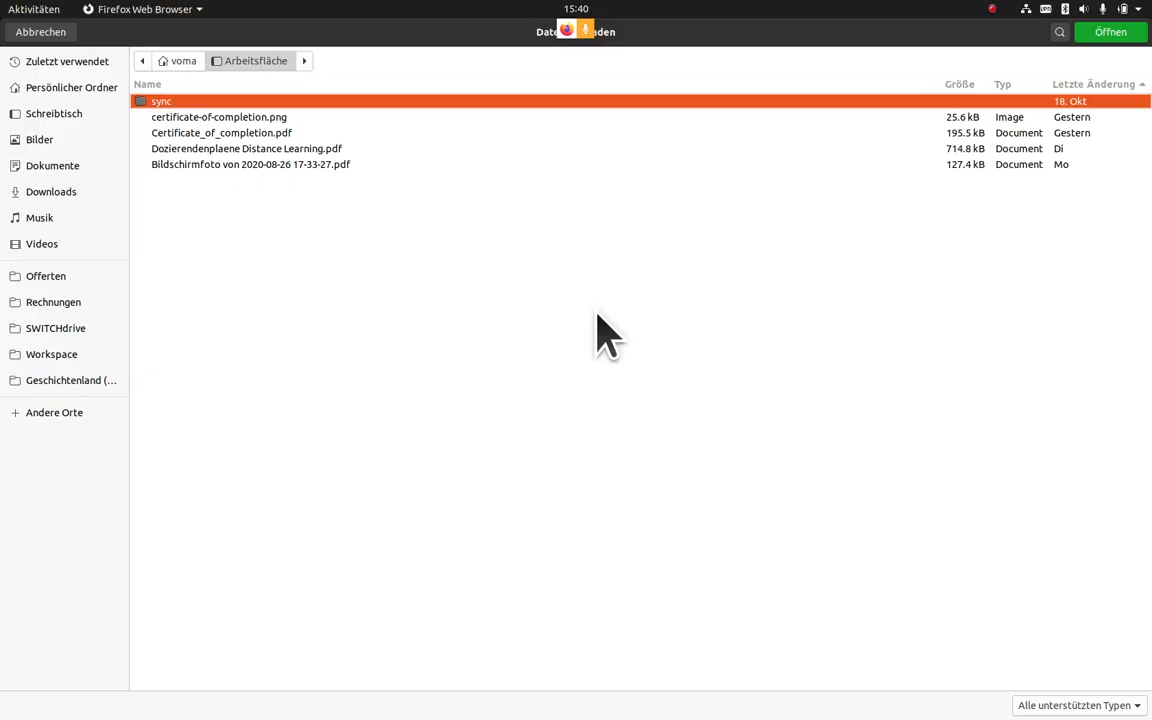 Aktivitäten Firefox Web Browser 15:40
Abbrechen Öffnen
voma Arbeitsfläche
Name Größe Typ Letzte Änderung
sync 18. Okt
certificate-of-completion.png 25.6 kB Image Gestern
Certificate_of_completion.pdf 195.5 kB Document Gestern
Dozierendenplaene Distance Learning.pdf 714.8 kB Document Di
Bildschirmfoto von 2020-08-26 17-33-27.pdf 127.4 kB Document Mo
Zuletzt verwendet
Persönlicher Ordner
Schreibtisch
Bilder
Dokumente
Downloads
Musik
Videos
Offerten
Rechnungen
SWITCHdrive
Workspace
Geschichtenland (...
Andere Orte
Alle unterstützten Typen